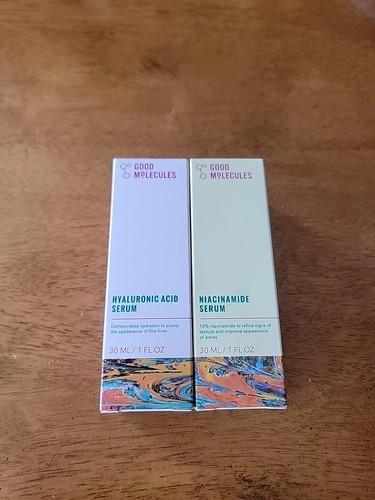 GOOD
MOLECULES
HYALURONIC ACID
SERUM
Delivers deep hydration to plump
the appearance of fine lines
30 ML / 1 FL OZ
GOOD
MOLECULES
NIACINAMIDE
SERUM
10% niacinamide to refine signs of
texture and improve appearance
of pores
30 ML / 1 FL OZ